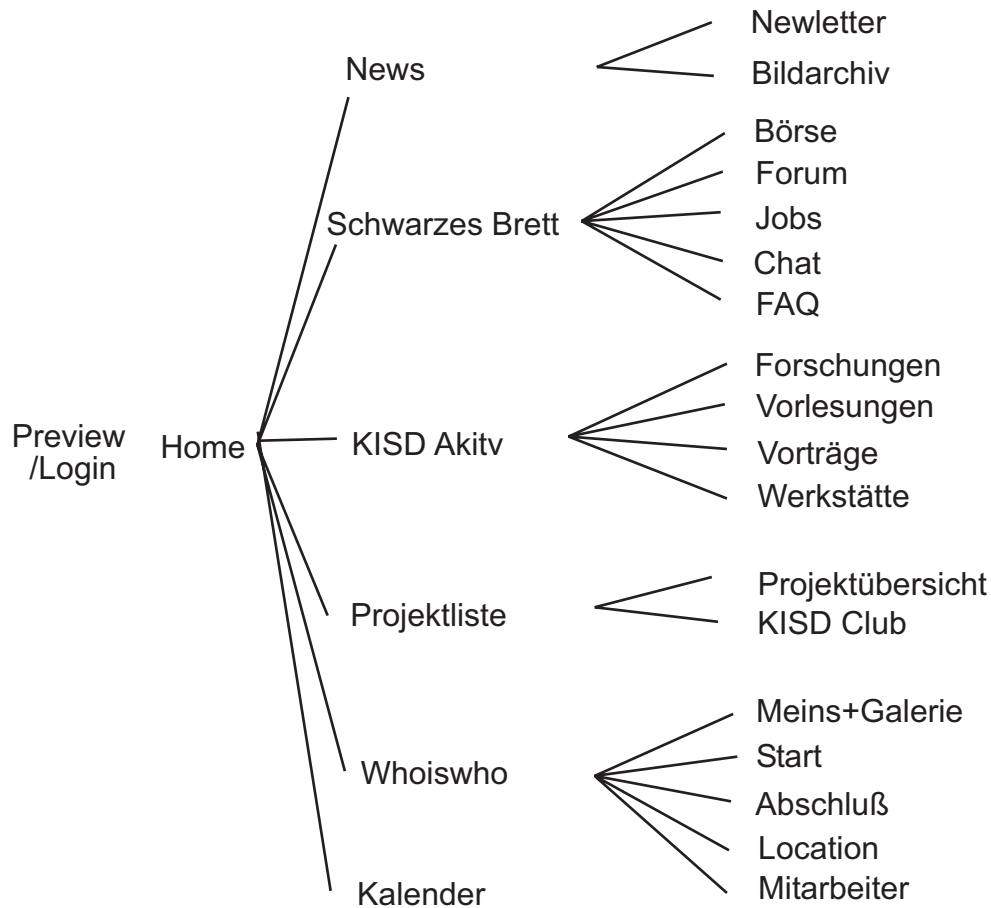 Preview
/Login
Home
News
Newletter
Bildarchiv
Schwarzes Brett
Börse
Forum
Jobs
Chat
FAQ
KISD Akitv
Forschungen
Vorlesungen
Vorträge
Werkstätte
Projektliste
Projektübersicht
KISD Club
Whoiswho
Meins+Galerie
Start
Abschluß
Location
Mitarbeiter
Kalender